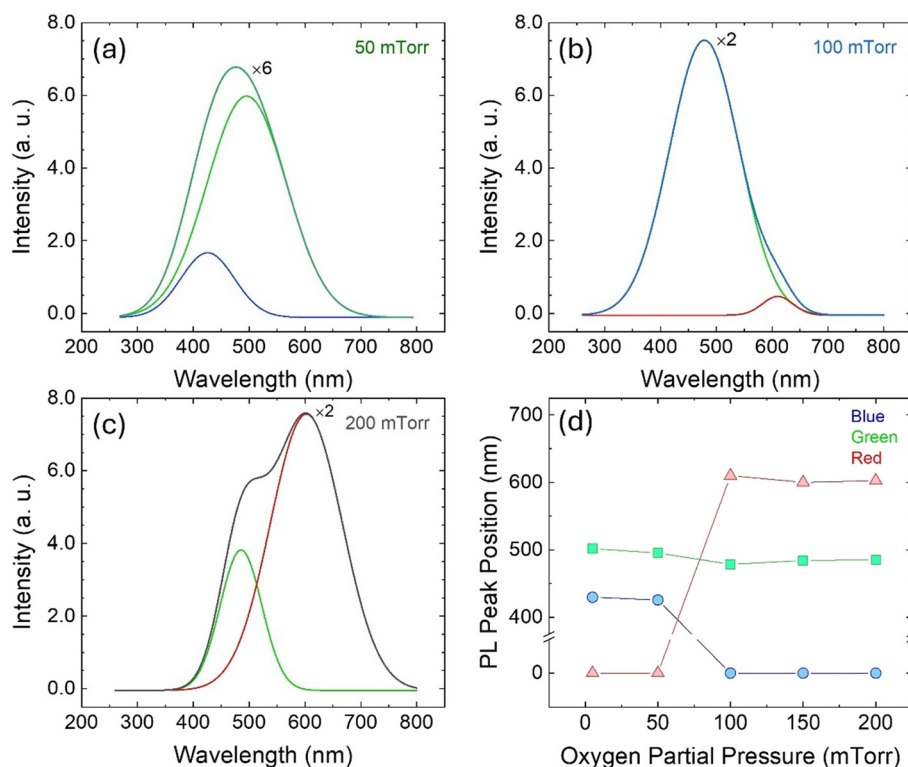 (a)
50 mTorr
×6
8.0
6.0
4.0
2.0
0.0
Intensity (a. u.)
200 300 400 500 600 700 800
Wavelength (nm)
(b)
100 mTorr
×2
8.0
6.0
4.0
2.0
0.0
Intensity (a. u.)
200 300 400 500 600 700 800
Wavelength (nm)
(c)
200 mTorr
×2
8.0
6.0
4.0
2.0
0.0
Intensity (a. u.)
200 300 400 500 600 700 800
Wavelength (nm)
(d)
Blue
Green
Red
700
600
500
400
0
PL Peak Position (nm)
0 50 100 150 200
Oxygen Partial Pressure (mTorr)